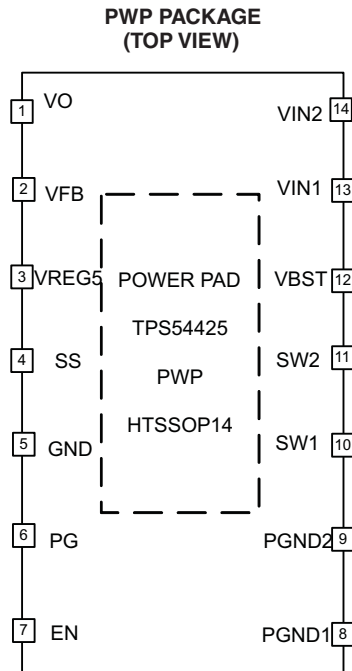 PWP PACKAGE
(TOP VIEW)
1 VO
VIN2 14
2 VFB
VIN1 13
3 VREG5
POWER PAD
VBST 12
TPS54425
4 SS
SW2 11
PWP
HTSSOP14
5 GND
SW1 10
6 PG
PGND2 9
7 EN
PGND1 8